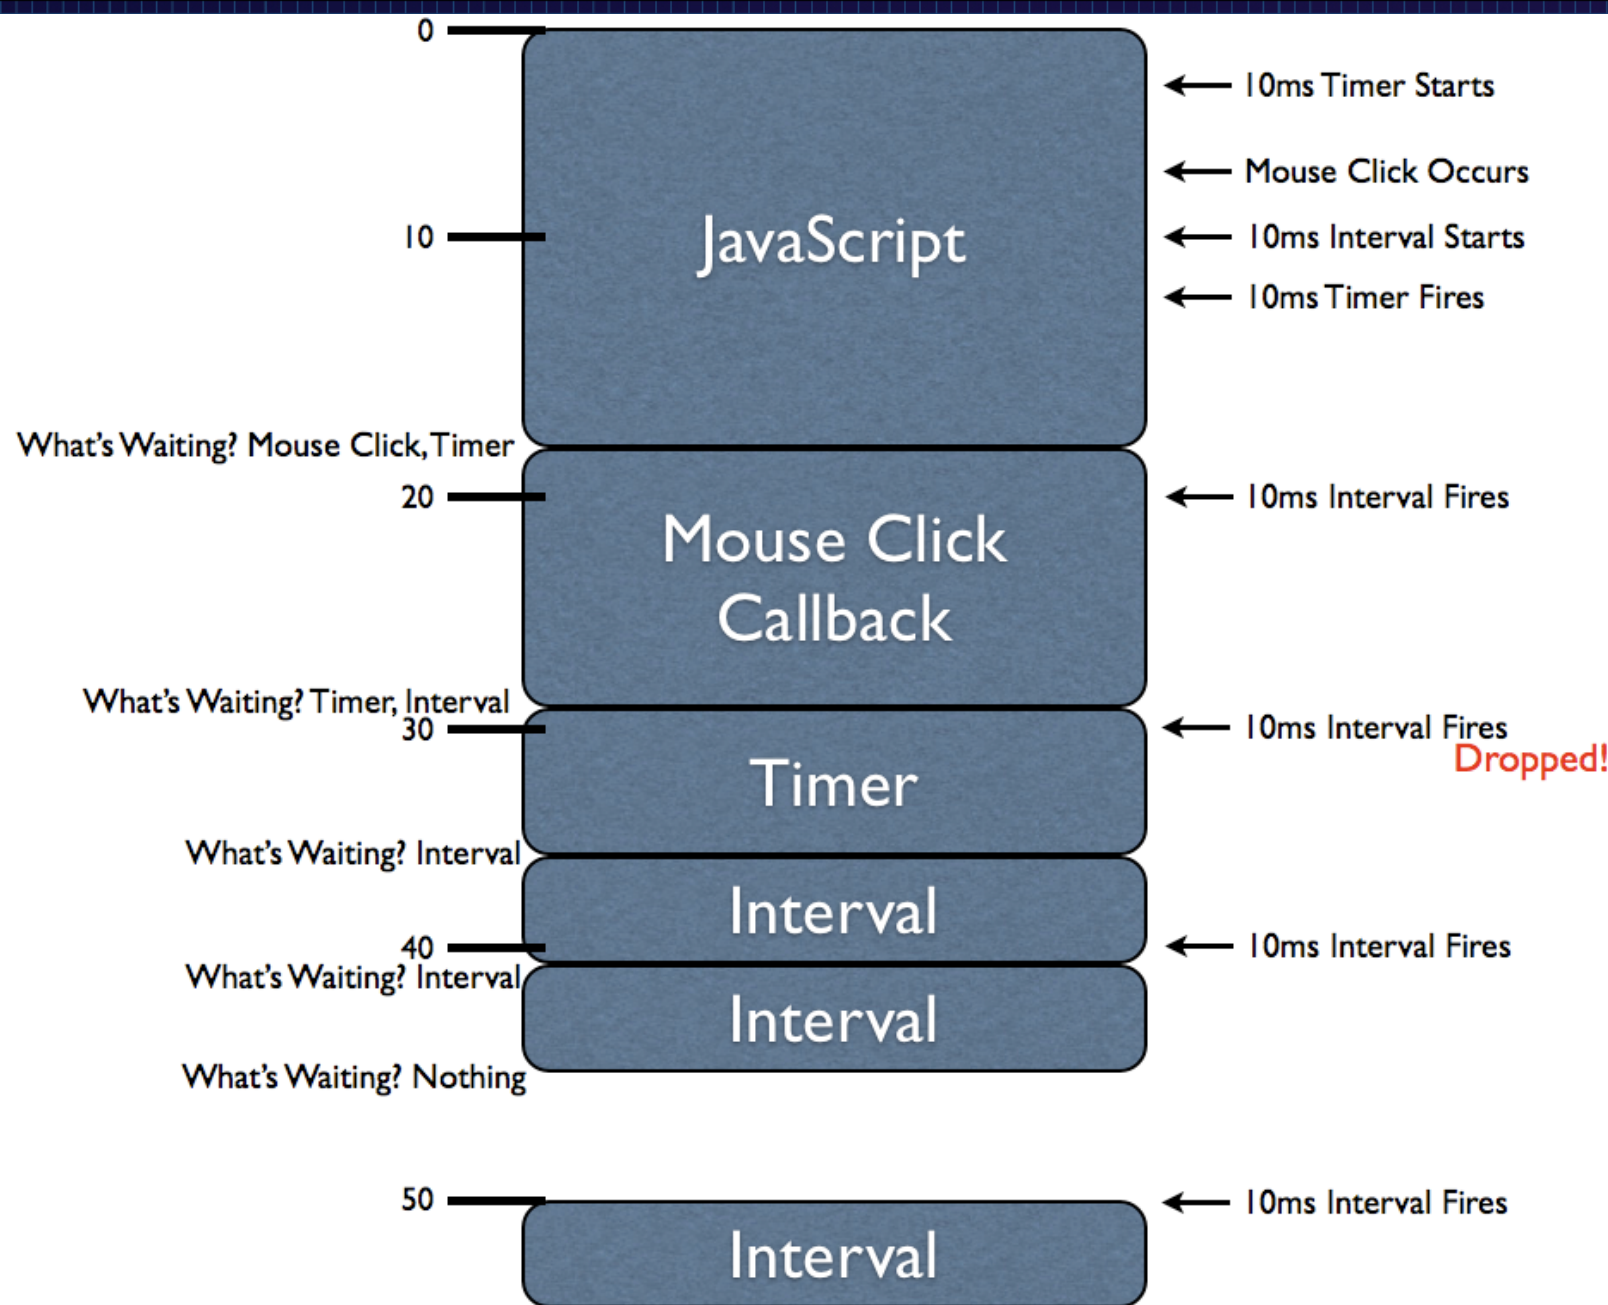 0
10ms Timer Starts
Mouse Click Occurs
10
JavaScript
10ms Interval Starts
10ms Timer Fires
What's Waiting? Mouse Click, Timer
20
10ms Interval Fires
Mouse Click
Callback
What's Waiting? Timer, Interval
30
10ms Interval Fires
Dropped!
Timer
What's Waiting? Interval
Interval
40
10ms Interval Fires
What's Waiting? Interval
Interval
What's Waiting? Nothing
50
10ms Interval Fires
Interval